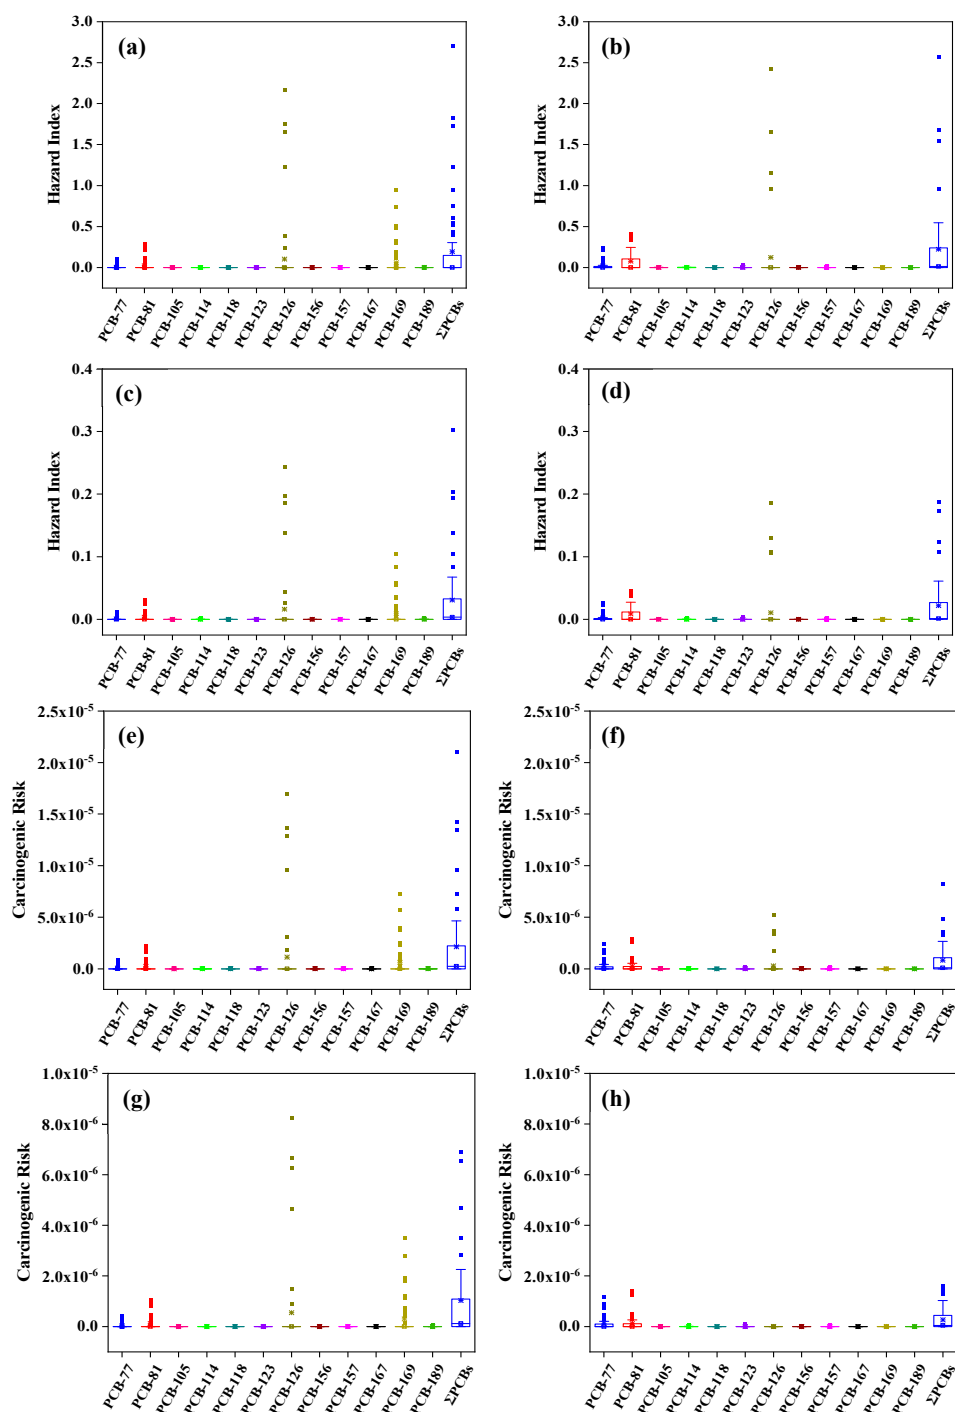 (a)
Hazard Index
3.0
2.5
2.0
1.5
1.0
0.5
0.0
PCB-77
PCB-81
PCB-105
PCB-114
PCB-118
PCB-123
PCB-126
PCB-156
PCB-157
PCB-167
PCB-169
PCB-189
ΣPCBs
(b)
Hazard Index
3.0
2.5
2.0
1.5
1.0
0.5
0.0
PCB-77
PCB-81
PCB-105
PCB-114
PCB-118
PCB-123
PCB-126
PCB-156
PCB-157
PCB-167
PCB-169
PCB-189
ΣPCBs
(c)
Hazard Index
0.4
0.3
0.2
0.1
0.0
PCB-77
PCB-81
PCB-105
PCB-114
PCB-118
PCB-123
PCB-126
PCB-156
PCB-157
PCB-167
PCB-169
PCB-189
ΣPCBs
(d)
Hazard Index
0.4
0.3
0.2
0.1
0.0
PCB-77
PCB-81
PCB-105
PCB-114
PCB-118
PCB-123
PCB-126
PCB-156
PCB-157
PCB-167
PCB-169
PCB-189
ΣPCBs
(e)
Carcinogenic Risk
2.5x10⁻⁵
2.0x10⁻⁵
1.5x10⁻⁵
1.0x10⁻⁵
5.0x10⁻⁶
0.0
PCB-77
PCB-81
PCB-105
PCB-114
PCB-118
PCB-123
PCB-126
PCB-156
PCB-157
PCB-167
PCB-169
PCB-189
ΣPCBs
(f)
Carcinogenic Risk
2.5x10⁻⁵
2.0x10⁻⁵
1.5x10⁻⁵
1.0x10⁻⁵
5.0x10⁻⁶
0.0
PCB-77
PCB-81
PCB-105
PCB-114
PCB-118
PCB-123
PCB-126
PCB-156
PCB-157
PCB-167
PCB-169
PCB-189
ΣPCBs
(g)
Carcinogenic Risk
1.0x10⁻⁵
8.0x10⁻⁶
6.0x10⁻⁶
4.0x10⁻⁶
2.0x10⁻⁶
0.0
PCB-77
PCB-81
PCB-105
PCB-114
PCB-118
PCB-123
PCB-126
PCB-156
PCB-157
PCB-167
PCB-169
PCB-189
ΣPCBs
(h)
Carcinogenic Risk
1.0x10⁻⁵
8.0x10⁻⁶
6.0x10⁻⁶
4.0x10⁻⁶
2.0x10⁻⁶
0.0
PCB-77
PCB-81
PCB-105
PCB-114
PCB-118
PCB-123
PCB-126
PCB-156
PCB-157
PCB-167
PCB-169
PCB-189
ΣPCBs